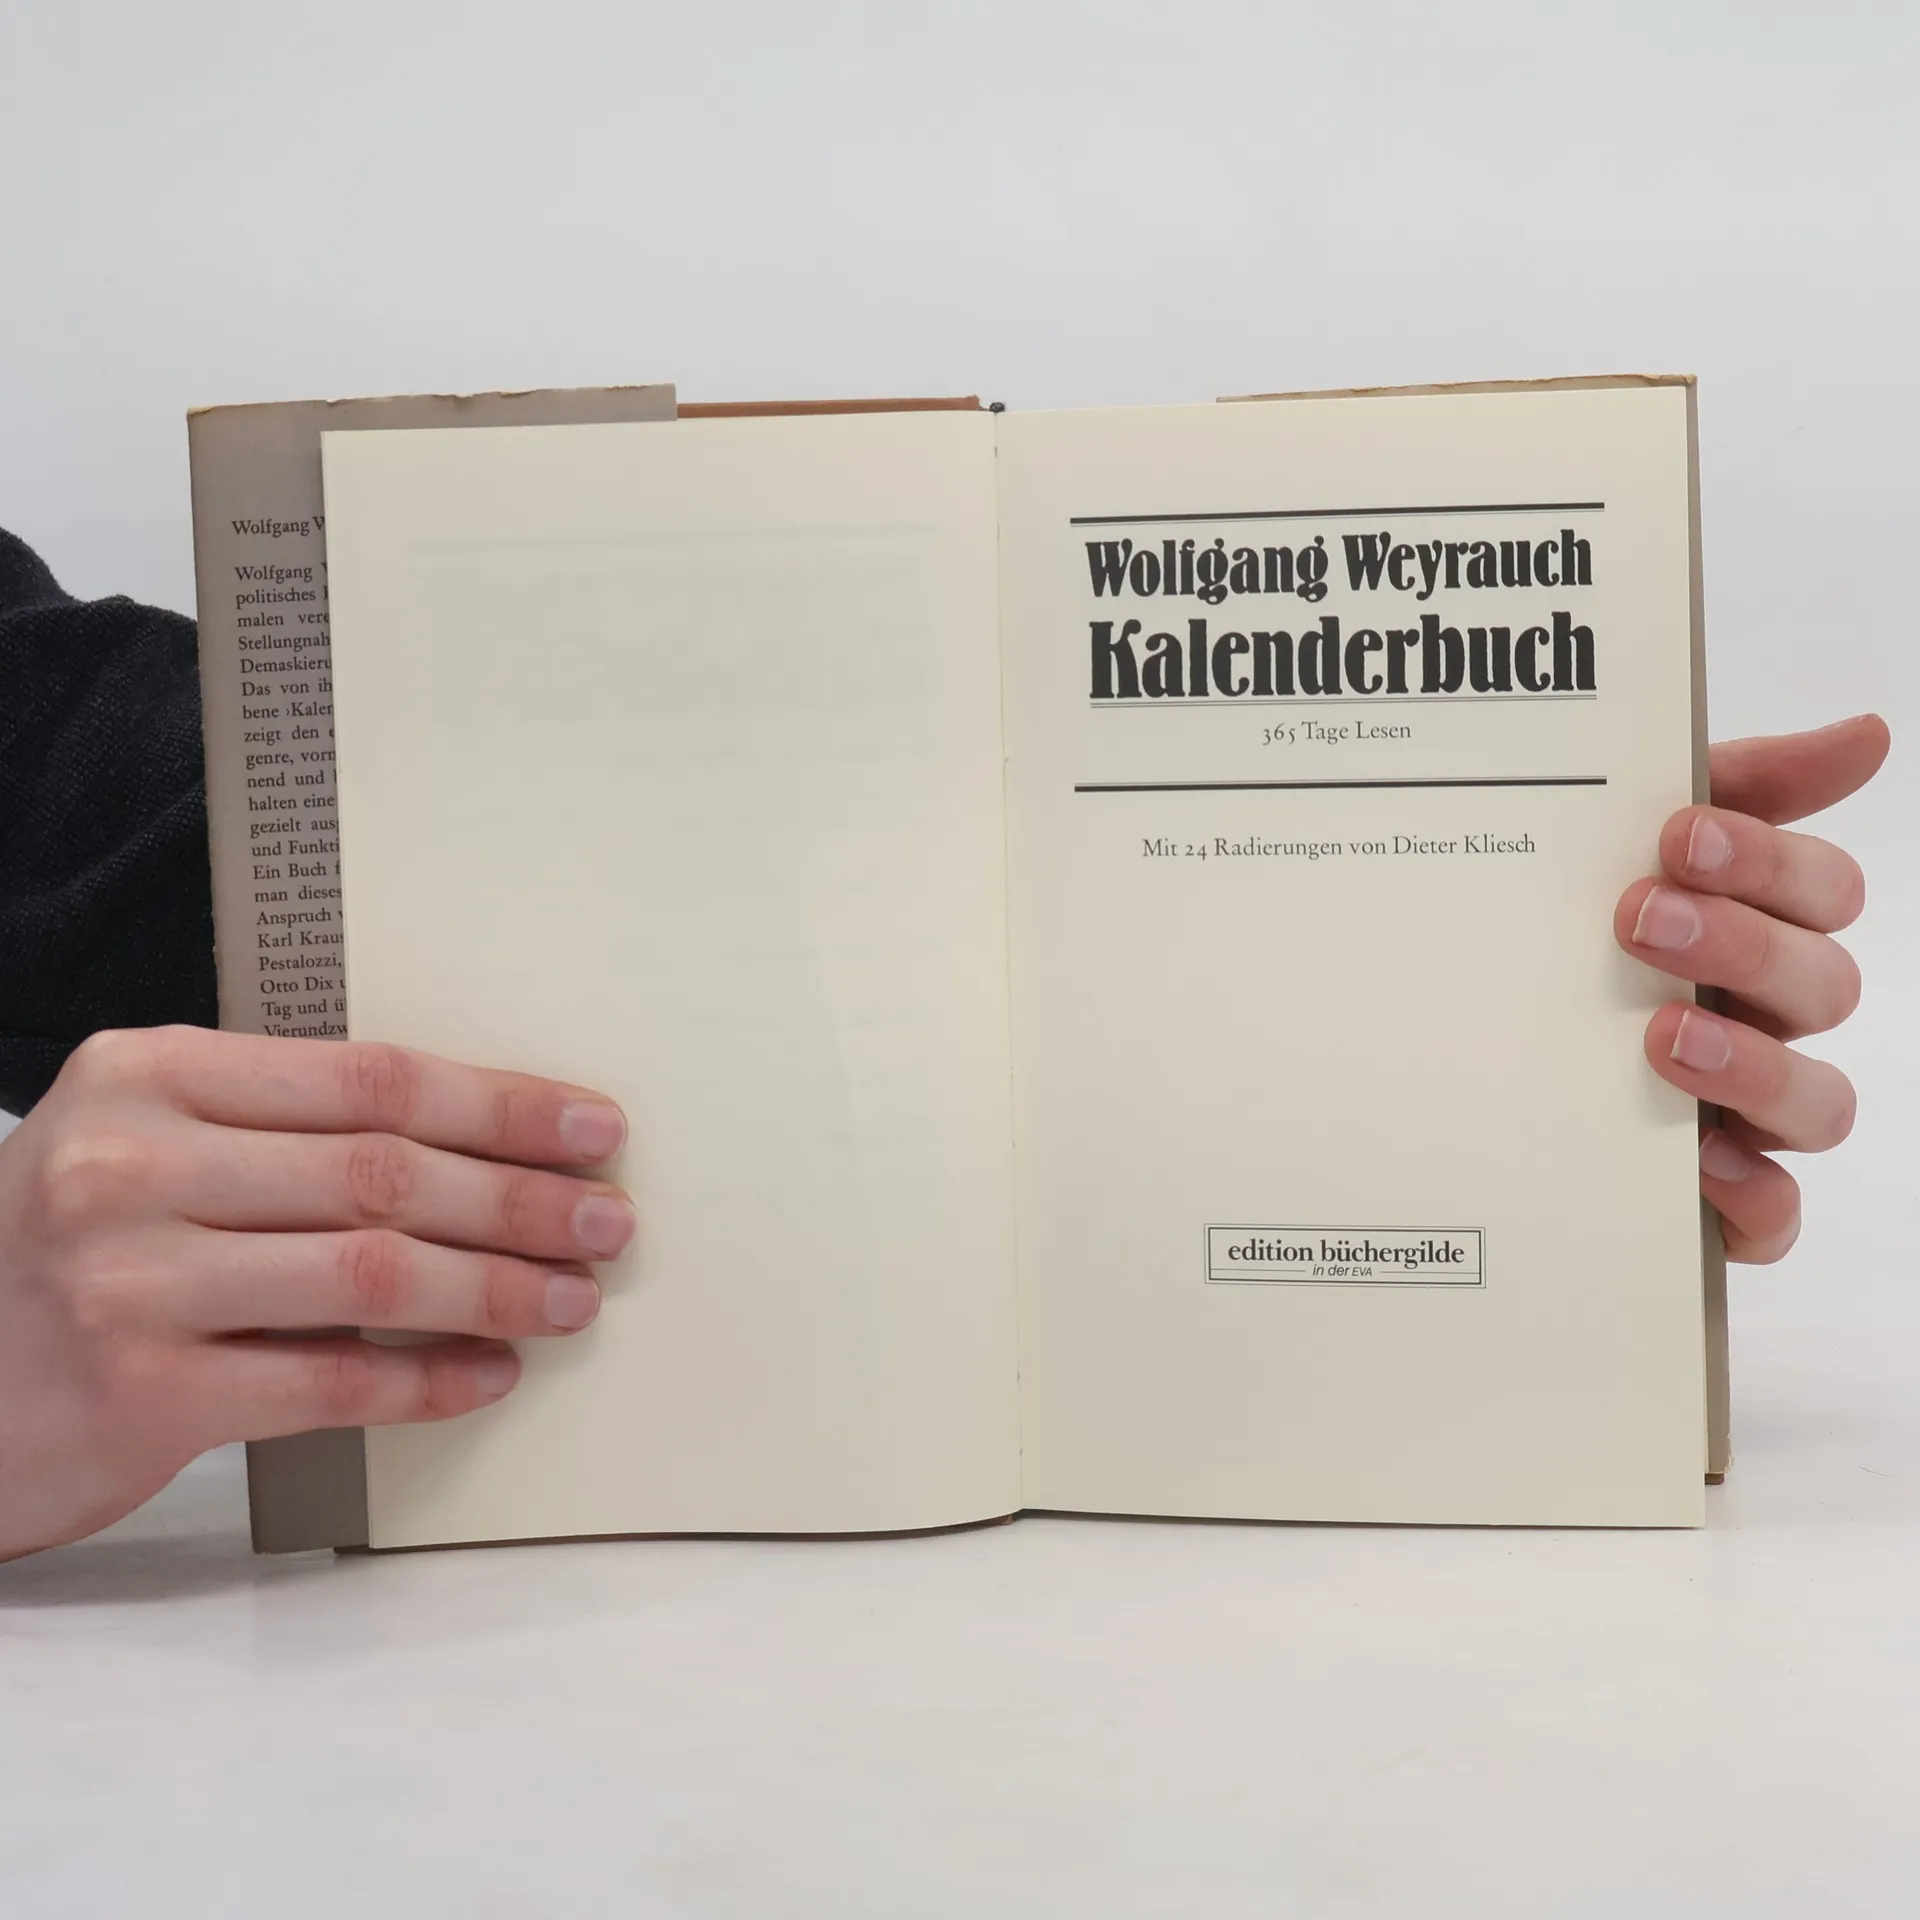 Wolfgang
Wolfgang
politisches
malen
Stellungnah
Demaskieru
Das von ih
bene ›Kalen
zeigt den
genre, vorn
nend und
halten eine
gezielt aus
und Funkti
Ein Buch
man dieses
Anspruch
Karl Kraus
Pestalozzi,
Otto Dix
Tag und
Vierundzw
Wolfgang Weyrauch
Kalenderbuch
365 Tage Lesen
Mit 24 Radierungen von Dieter Kliesch
edition büchergilde
in der EVA